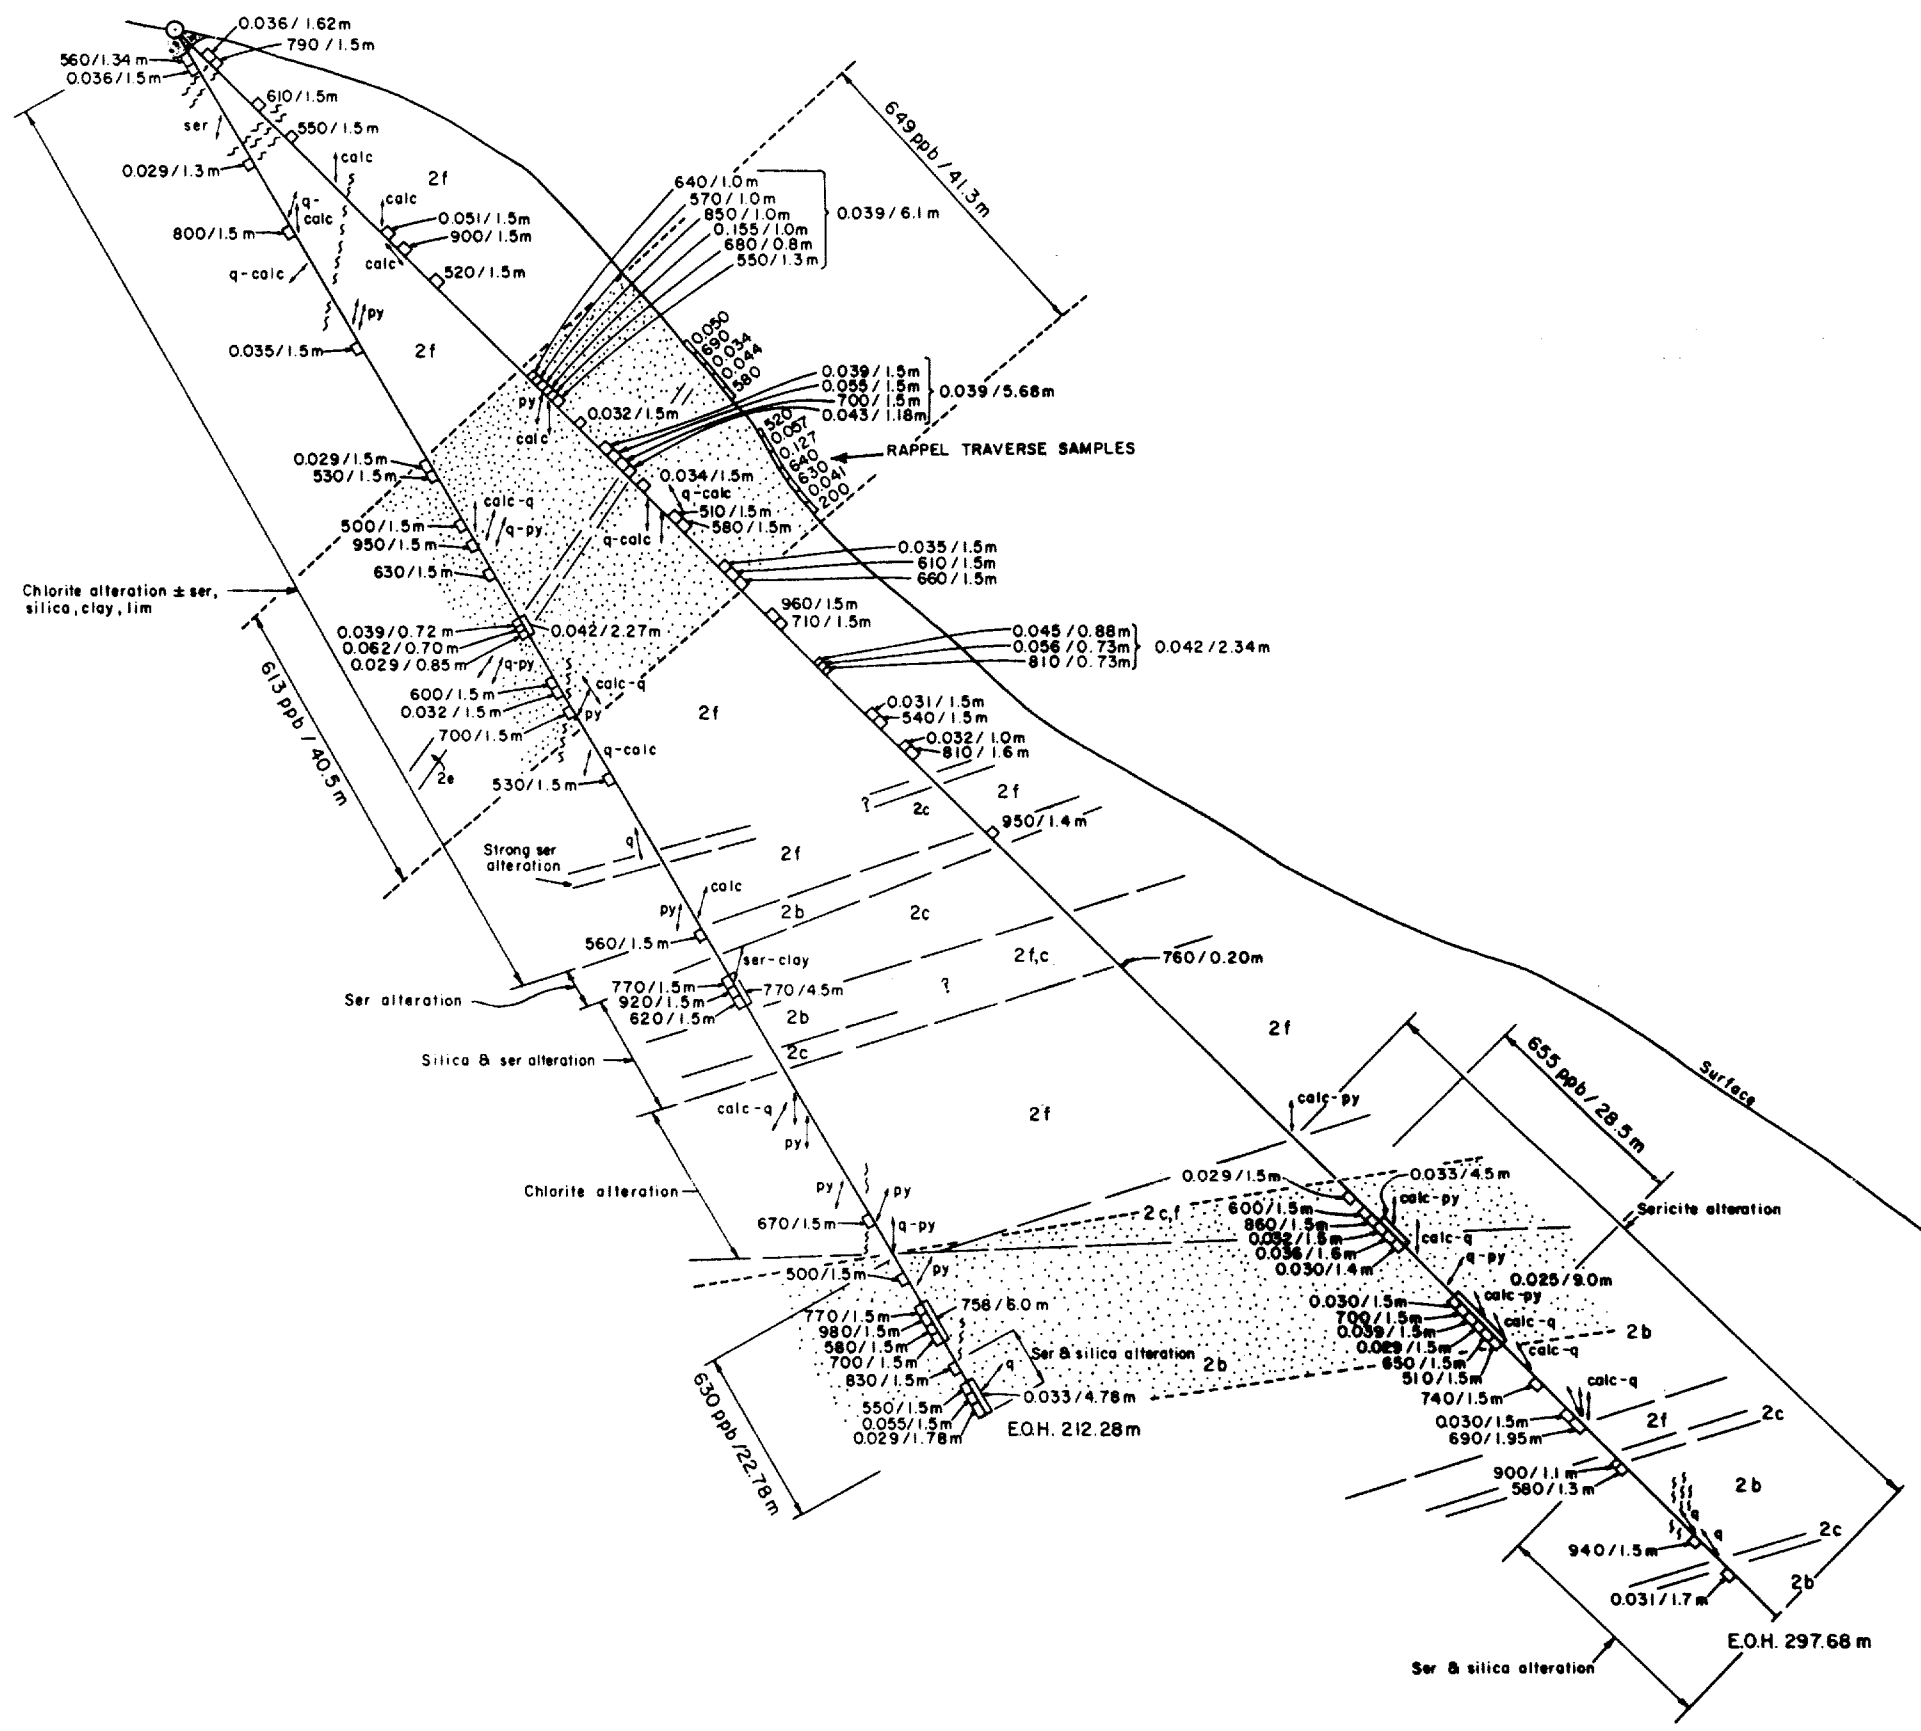 0.036/1.62m
790/1.5m
560/1.34 m
0.036/1.5m
610/1.5m
550/1.5m
ser
calc
0.029/1.3m
2f
q-
calc
calc
800/1.5 m
0.051/1.5m
900/1.5m
calc
q-calc
520/1.5m
py
0.035/1.5m
2f
649 ppb / 41.3 m
640/1.0m
570/1.0m
850/1.0m
0.155/1.0m
680/0.8m
550/1.3m
0.039/6.1m
0.050
690
0.034
0.044
580
0.039/1.5m
0.055/1.5m
700/1.5m
0.043/1.18m
0.039/5.68m
py
calc
0.032/1.5m
520
0.057
0.127
640
630
0.041
200
RAPPEL TRAVERSE SAMPLES
0.029/1.5m
530/1.5m
0.034/1.5m
q-calc
510/1.5m
580/1.5m
q-calc
calc-q
q-py
500/1.5m
950/1.5m
630/1.5m
0.035/1.5m
610/1.5m
660/1.5m
Chlorite alteration ± ser,
silica, clay, lim
960/1.5m
710/1.5m
0.039/0.72 m
0.062/0.70m
0.029/0.85m
0.042/2.27m
0.045/0.88m
0.056/0.73m
810/0.73m
0.042/2.34m
613 ppb / 40.5 m
q-py
calc-q
600/1.5m
0.032/1.5m
py
700/1.5m
2f
0.031/1.5m
540/1.5m
0.032/1.0m
810/1.6m
q-calc
2e
530/1.5m
?
2c
2f
950/1.4m
q
Strong ser
alteration
2f
calc
py
2b
2c
560/1.5m
ser-clay
2f,c
760/0.20m
Ser alteration
770/1.5m
920/1.5m
620/1.5m
770/4.5m
?
2b
2f
Silica & ser alteration
2c
655 ppb / 28.5 m
Surface
calc-q
py
2f
calc-py
Chlorite alteration
py
py
0.029/1.5m
0.033/4.5m
calc-py
Sericite alteration
670/1.5m
q-py
2c,f
600/1.5m
860/1.5m
0.032/1.5m
0.036/1.6m
0.030/1.4m
calc-q
q-py
0.025/9.0m
500/1.5m
py
770/1.5m
980/1.5m
580/1.5m
700/1.5m
830/1.5m
758/6.0 m
0.030/1.5m
700/1.5m
0.039/1.5m
0.029/1.5m
650/1.5m
510/1.5m
calc-py
calc-q
calc-q
2b
Ser & silica alteration
2b
q
550/1.5m
0.055/1.5m
0.029/1.78m
0.033/4.78m
E.O.H. 212.28m
630 ppb/22.78 m
740/1.5m
calc-q
0.030/1.5m
690/1.95m
2f
2c
900/1.1 m
580/1.3m
2b
q
q
2c
940/1.5m
0.031/1.7 m
2b
E.O.H. 297.68 m
Ser & silica alteration